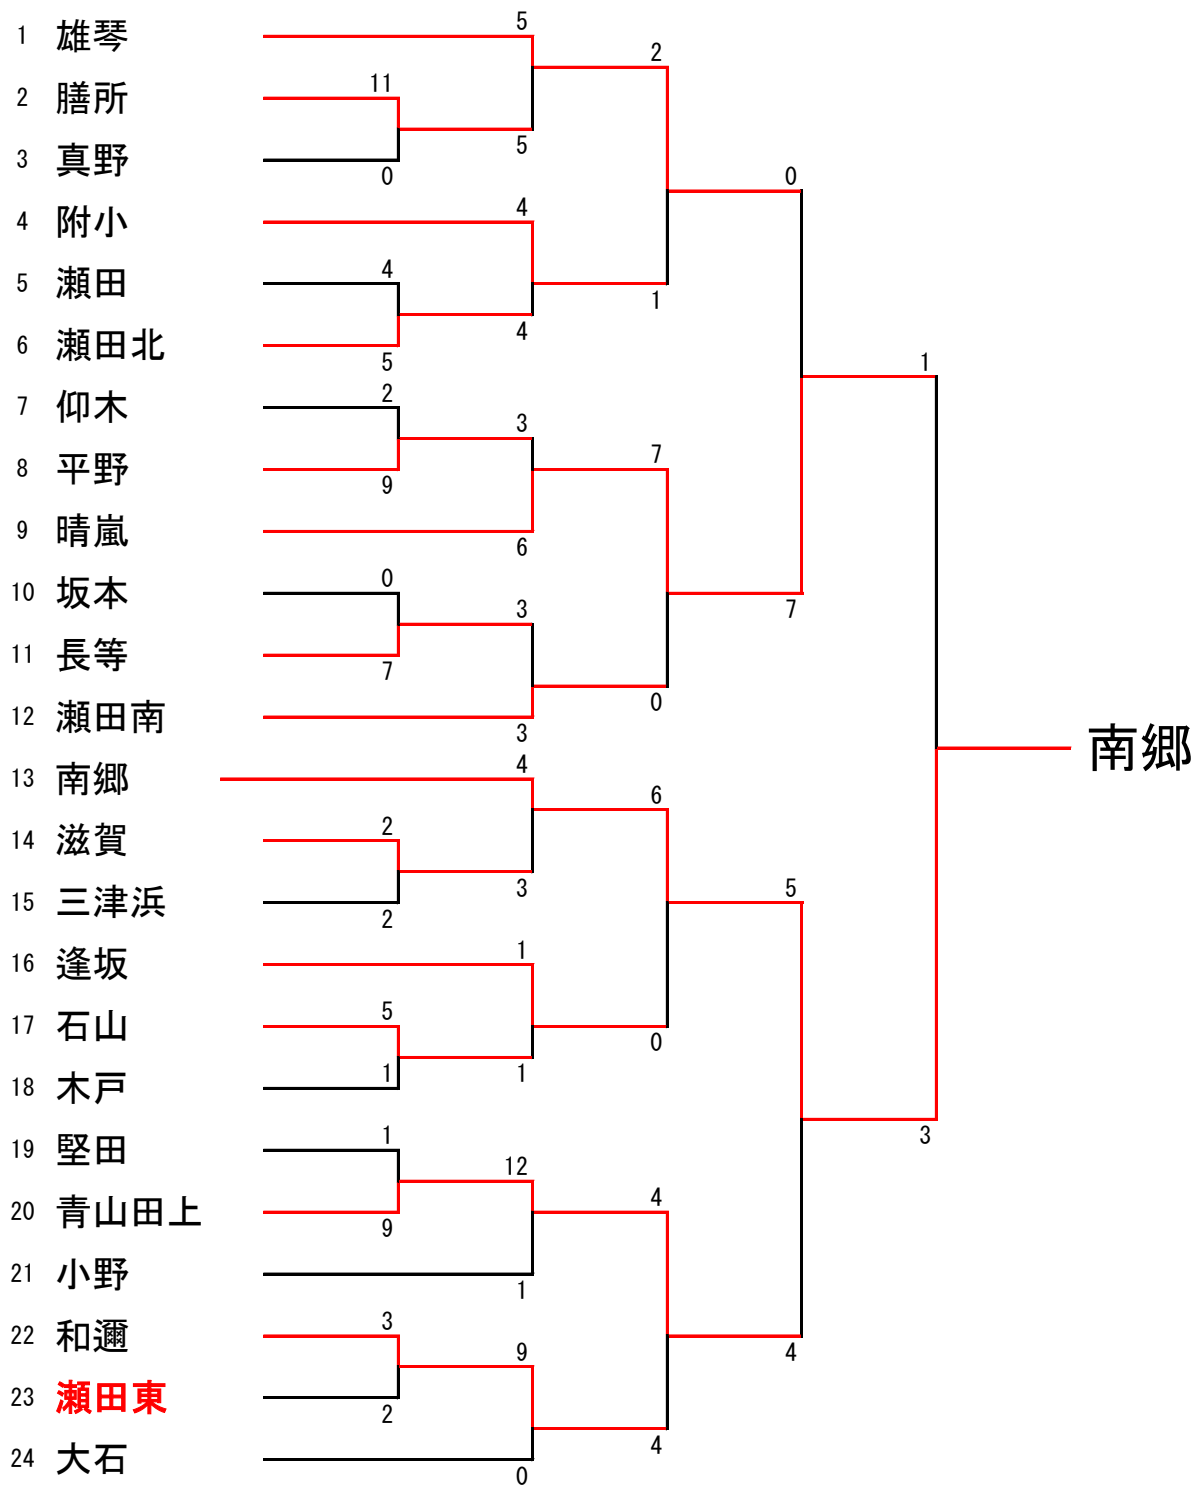 1 雄琴 5
2
2 膳所 11
5
3 真野 0
0
4 附小 4
5 瀬田 4
1
6 瀬田北 5
4
1
7 仰木 2
3
7
8 平野 9
9 晴嵐 6
10 坂本 0
3
7
11 長等 7
0
12 瀬田南 3
南郷
13 南郷 4
6
14 滋賀 2
3
5
15 三津浜 2
16 逢坂 1
17 石山 5
0
18 木戸 1
1
19 堅田 1
3
12
4
20 青山田上 9
21 小野 1
22 和邇 3
9
4
23 瀬田東 2
4
24 大石 0